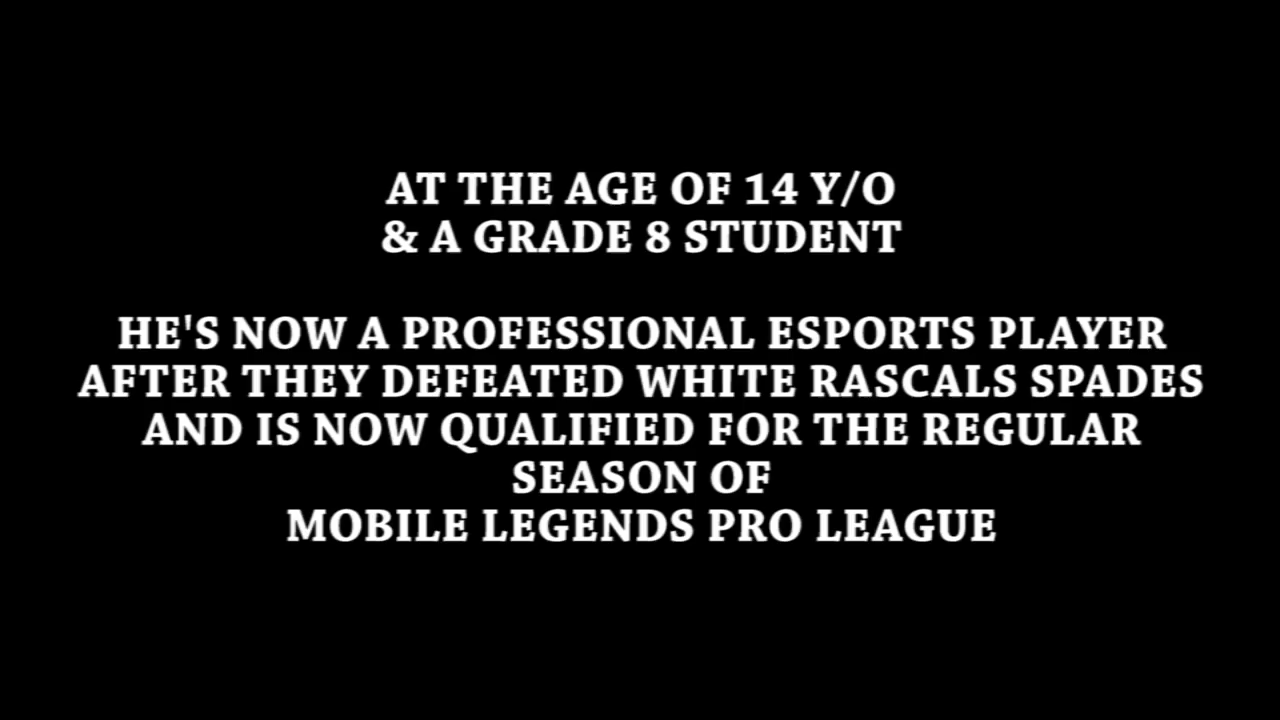 AT THE AGE OF 14 Y/O
& A GRADE 8 STUDENT
HE'S NOW A PROFESSIONAL ESPORTS PLAYER
AFTER THEY DEFEATED WHITE RASCALS SPADES
AND IS NOW QUALIFIED FOR THE REGULAR
SEASON OF
MOBILE LEGENDS PRO LEAGUE